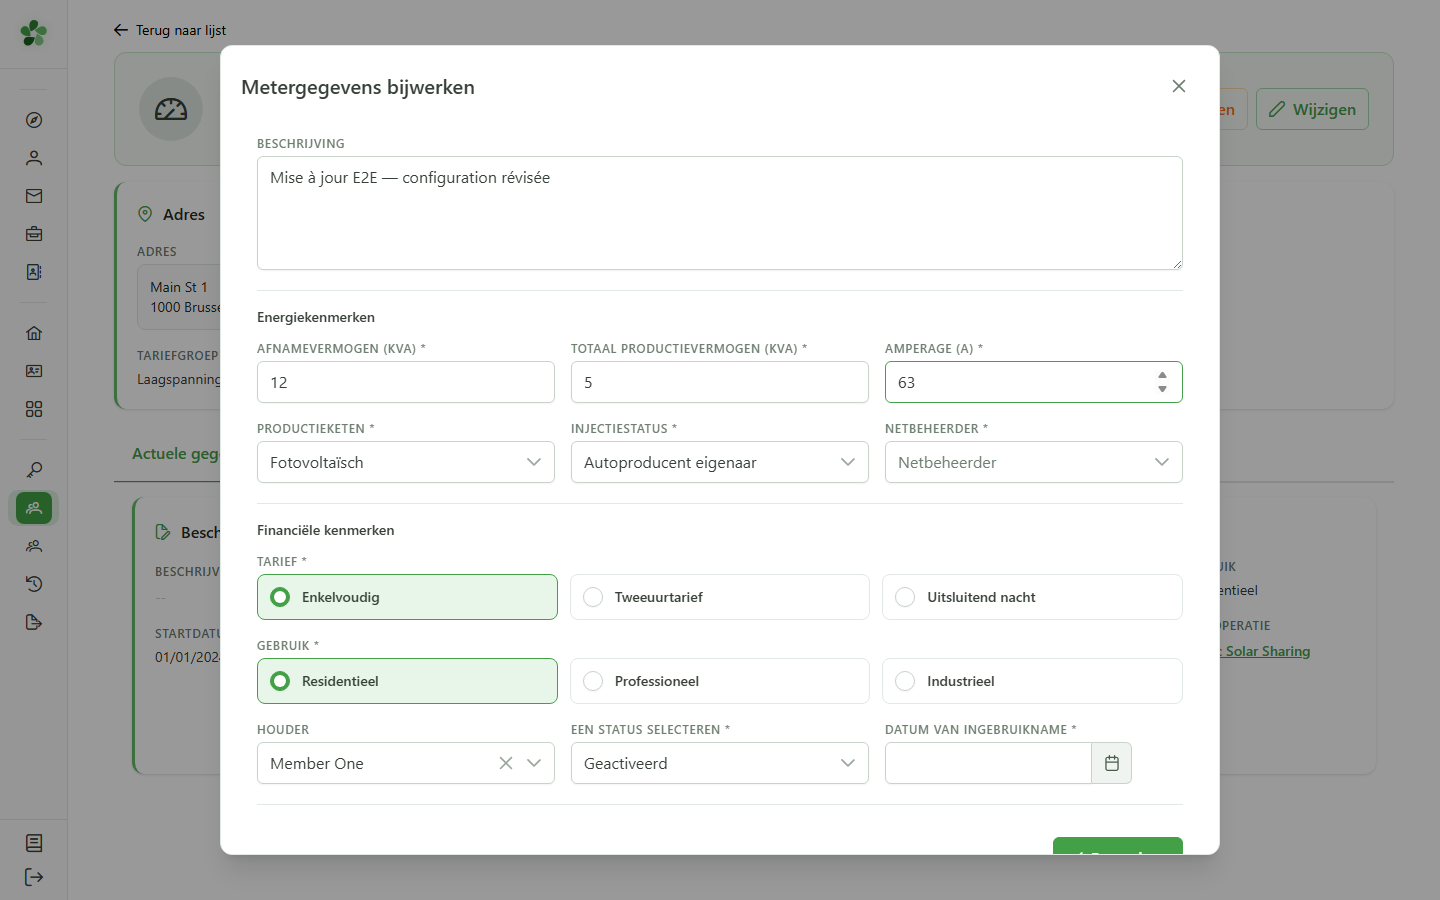 Terug naar lijst
en
Wijzigen
Metergegevens bijwerken
BESCHRIJVING
Mise à jour E2E — configuration révisée
Adres
ADRES
Main St 1
1000 Brusse
TARIEFGROEP
Laagspanning
Energiekenmerken
AFNAMEVERMOGEN (KVA) *
TOTAAL PRODUCTIEVERMOGEN (KVA) *
AMPERAGE (A) *
12
5
63
PRODUCTIEKETEN *
INJECTIESTATUS *
NETBEHEERDER *
Fotovoltaïsch
Autoproducent eigenaar
Netbeheerder
Actuele geg
Financiële kenmerken
TARIEF *
Enkelvoudig
Tweeuurtarief
Uitsluitend nacht
GEBRUIK *
Residentieel
Professioneel
Industrieel
HOUDER
EEN STATUS SELECTEREN *
DATUM VAN INGEBRUIKNAME *
Member One
Geactiveerd
Besch
BESCHRIJV
--
STARTDATU
01/01/202
UIK
entieel
PERATIE
: Solar Sharing